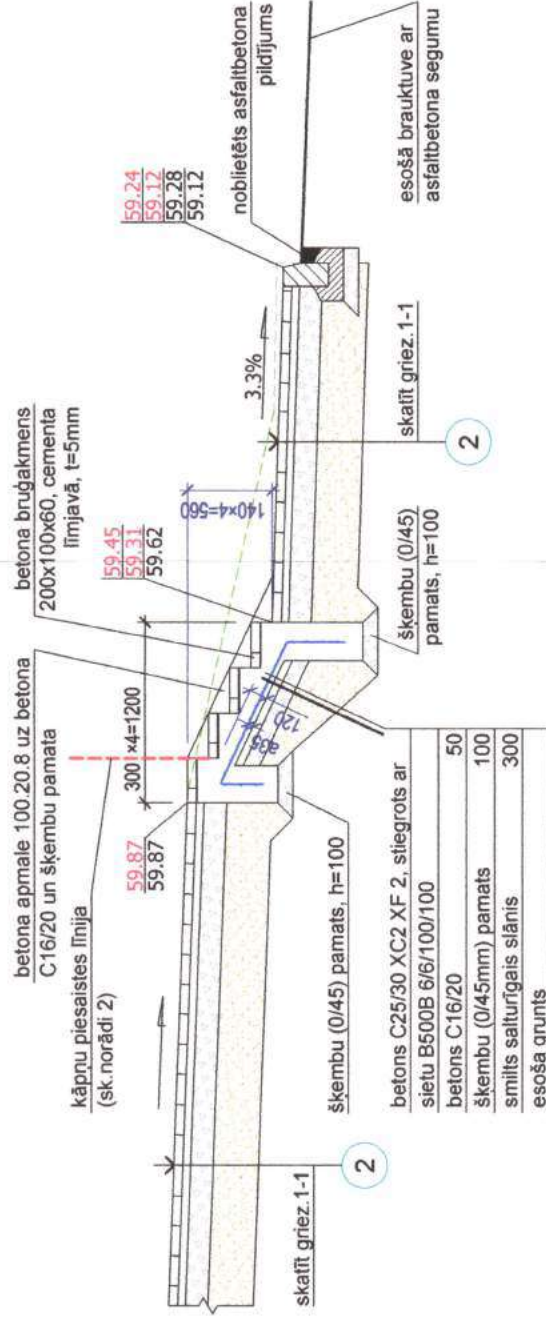 betona apmale 100.20.8 uz betona
C16/20 un šķembu pamata
betona bruģakmens
200x100x60, cementa
līmjavā, t=5mm
kāpņu piesaistes līnija
(sk.norādi 2)
300 ×4=1200
59.87
59.87
59.45
59.31
59.62
140×4=560
59.24
59.12
59.28
59.12
3.3%
noblietēts asfaltbetona
pildījums
esošā brauktuve ar
asfaltbetona segumu
a35
120
skatīt griez.1-1
2
skatīt griez.1-1
2
šķembu (0/45) pamats, h=100
šķembu (0/45)
pamats, h=100
betons C25/30 XC2 XF 2, stiegrots ar
sietu B500B 6/6/100/100
betons C16/20 50
šķembu (0/45mm) pamats 100
smilts salturīgais slānis 300
esoša grunts